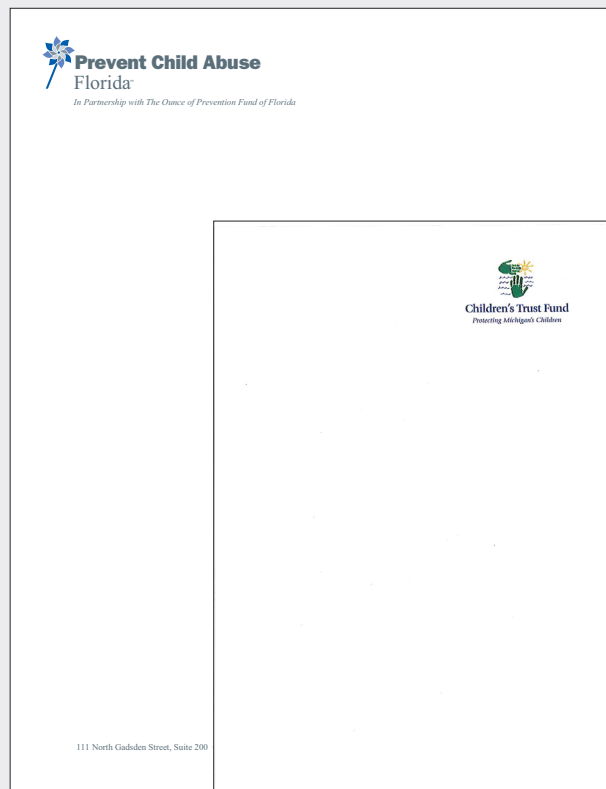 Prevent Child Abuse
Florida
In Partnership with The Ounce of Prevention Fund of Florida
Children's Trust Fund
Protecting Michigan's Children
111 North Gadsden Street, Suite 200